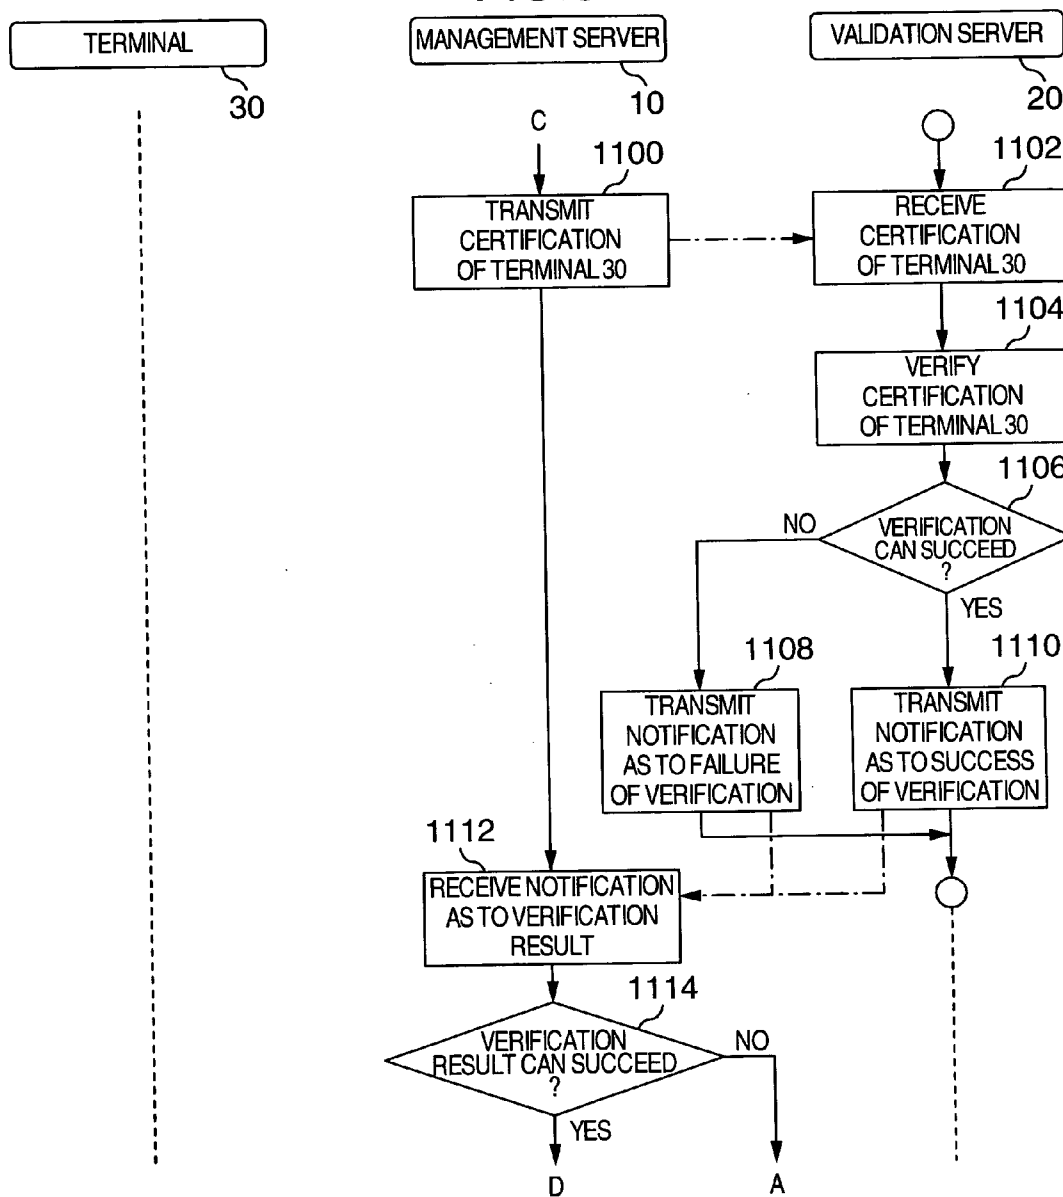 TERMINAL
30
MANAGEMENT SERVER
10
VALIDATION SERVER
20
C
1100
TRANSMIT
CERTIFICATION
OF TERMINAL 30
1102
RECEIVE
CERTIFICATION
OF TERMINAL 30
1104
VERIFY
CERTIFICATION
OF TERMINAL 30
1106
VERIFICATION
CAN SUCCEED
?
NO
YES
1108
TRANSMIT
NOTIFICATION
AS TO FAILURE
OF VERIFICATION
1110
TRANSMIT
NOTIFICATION
AS TO SUCCESS
OF VERIFICATION
1112
RECEIVE NOTIFICATION
AS TO VERIFICATION
RESULT
1114
VERIFICATION
RESULT CAN SUCCEED
?
NO
YES
D
A